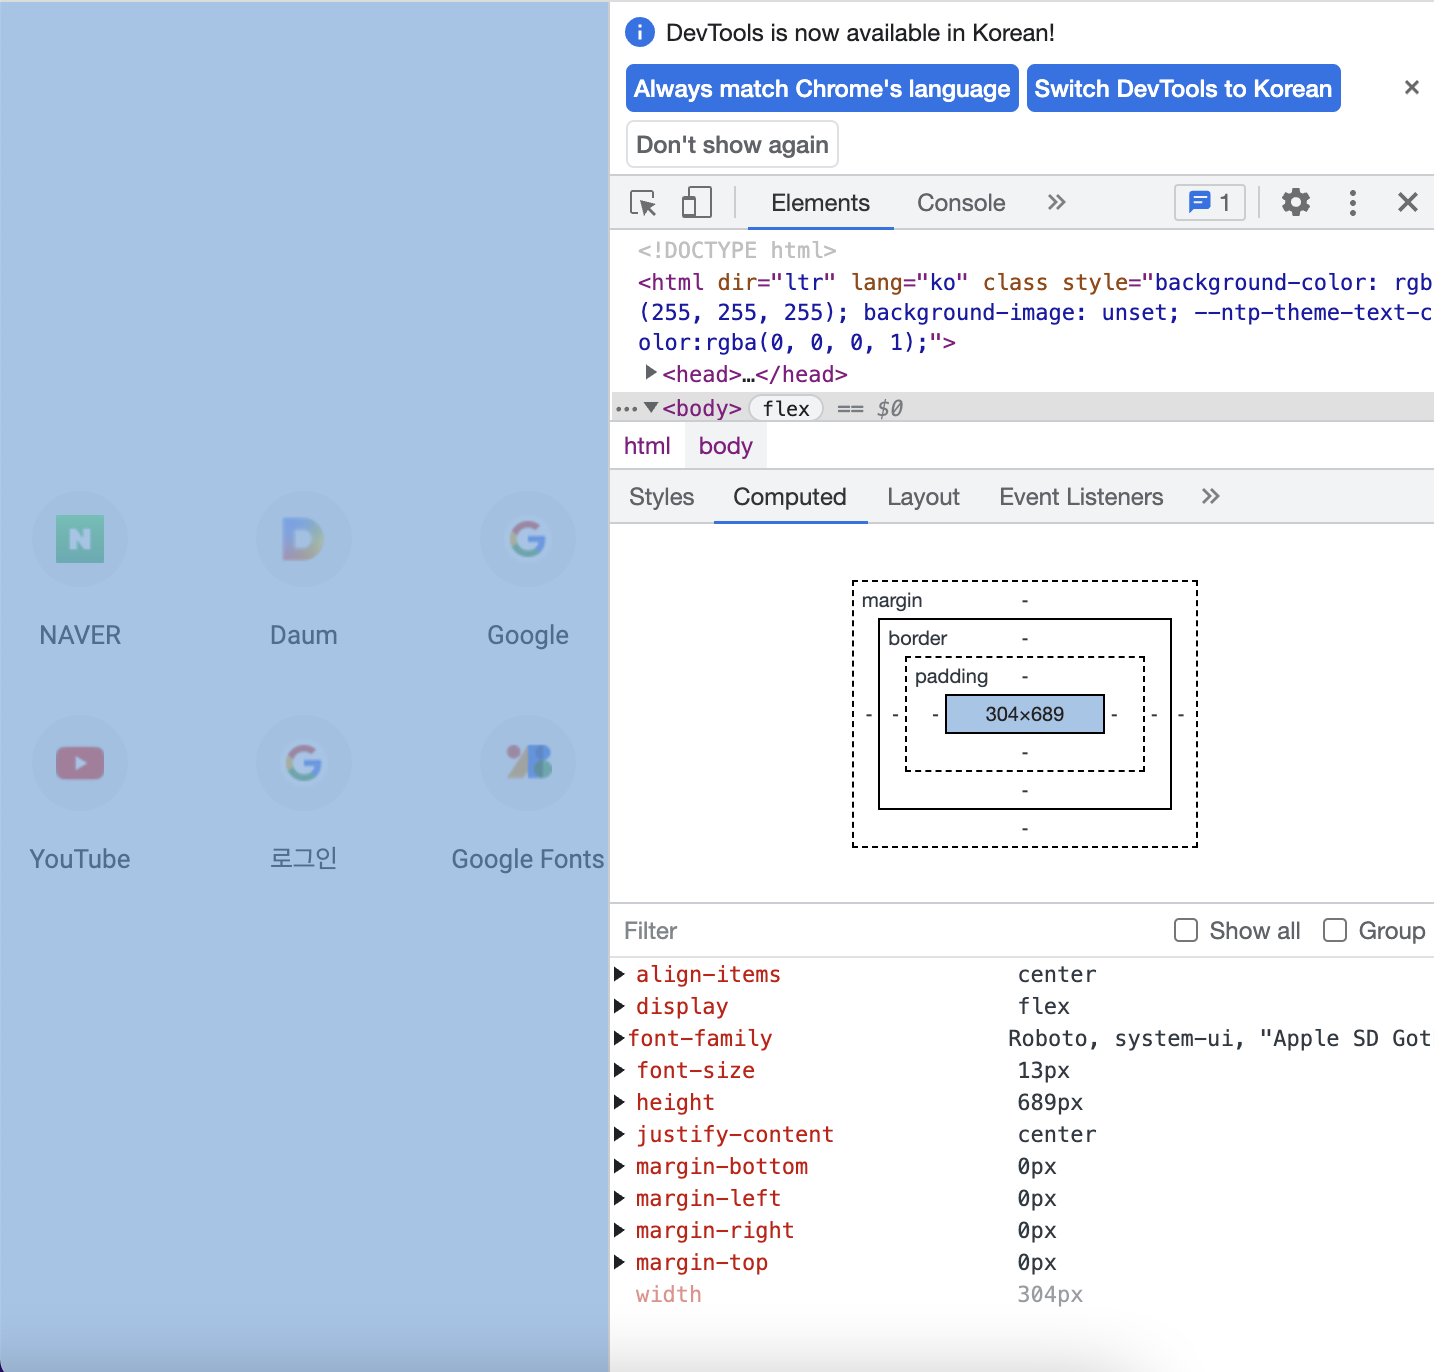 DevTools is now available in Korean!
Always match Chrome's language Switch DevTools to Korean
Don't show again
Elements Console 1
<!DOCTYPE html>
<html dir="ltr" lang="ko" class style="background-color: rgb
(255, 255, 255); background-image: unset; --ntp-theme-text-c
olor:rgba(0, 0, 0, 1);">
<head>…</head>
<body> flex == $0
html body
Styles Computed Layout Event Listeners
margin -
border -
padding -
- - - 304×689 - - -
-
-
-
Filter Show all Group
align-items center
display flex
font-family Roboto, system-ui, "Apple SD Got
font-size 13px
height 689px
justify-content center
margin-bottom 0px
margin-left 0px
margin-right 0px
margin-top 0px
width 304px
NAVER Daum Google
YouTube 로그인 Google Fonts